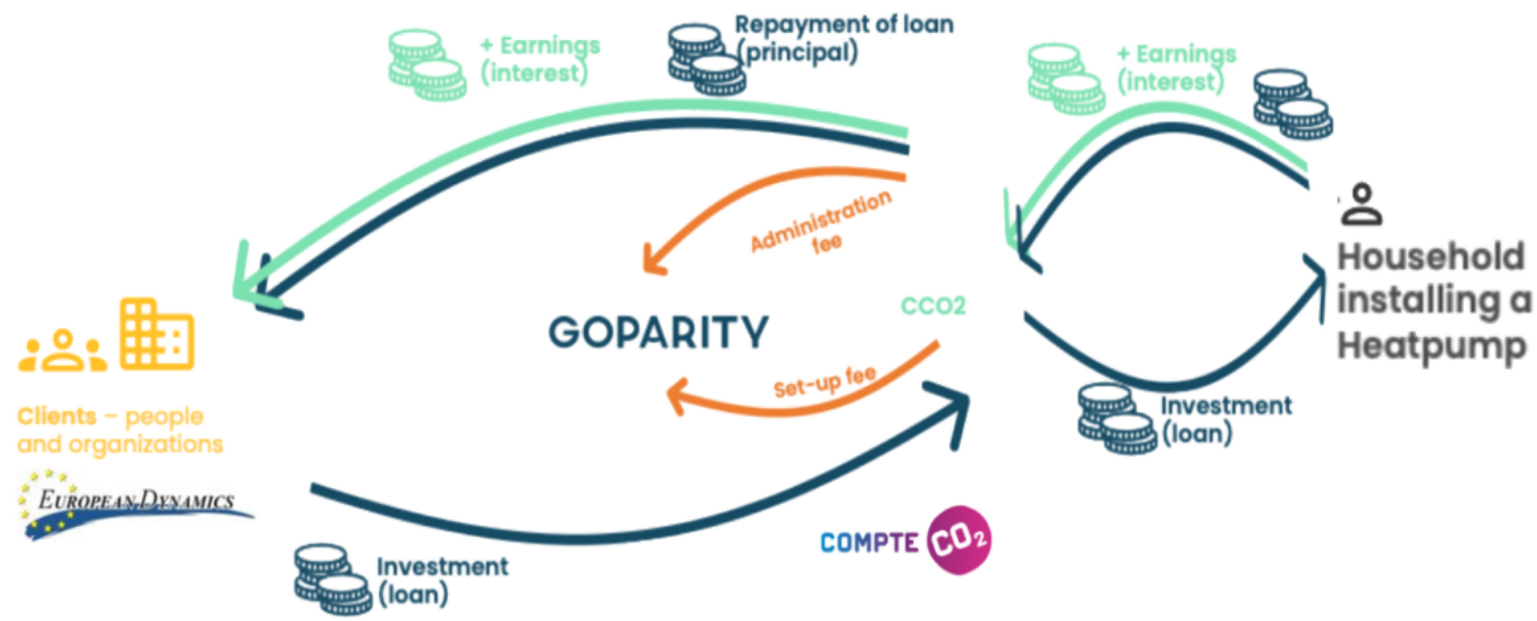 + Earnings
(interest)
Repayment of loan
(principal)
+ Earnings
(interest)
Administration
fee
Household
installing a
Heatpump
CCO2
GOPARITY
Set-up fee
Clients – people
and organizations
Investment
(loan)
EUROPEAN DYNAMICS
COMPTE CO2
Investment
(loan)